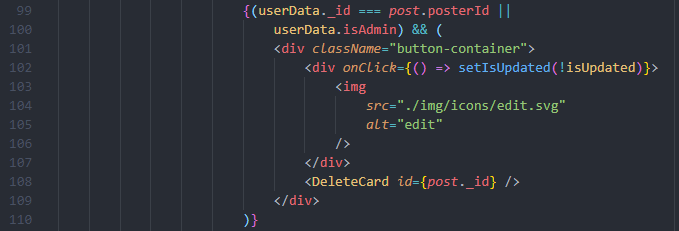 99 {(userData._id === post.posterId ||
100 userData.isAdmin) && (
101 <div className="button-container">
102 <div onClick={() => setIsUpdated(!isUpdated)}>
103 <img
104 src="./img/icons/edit.svg"
105 alt="edit"
106 />
107 </div>
108 <DeleteCard id={post._id} />
109 </div>
110 )}